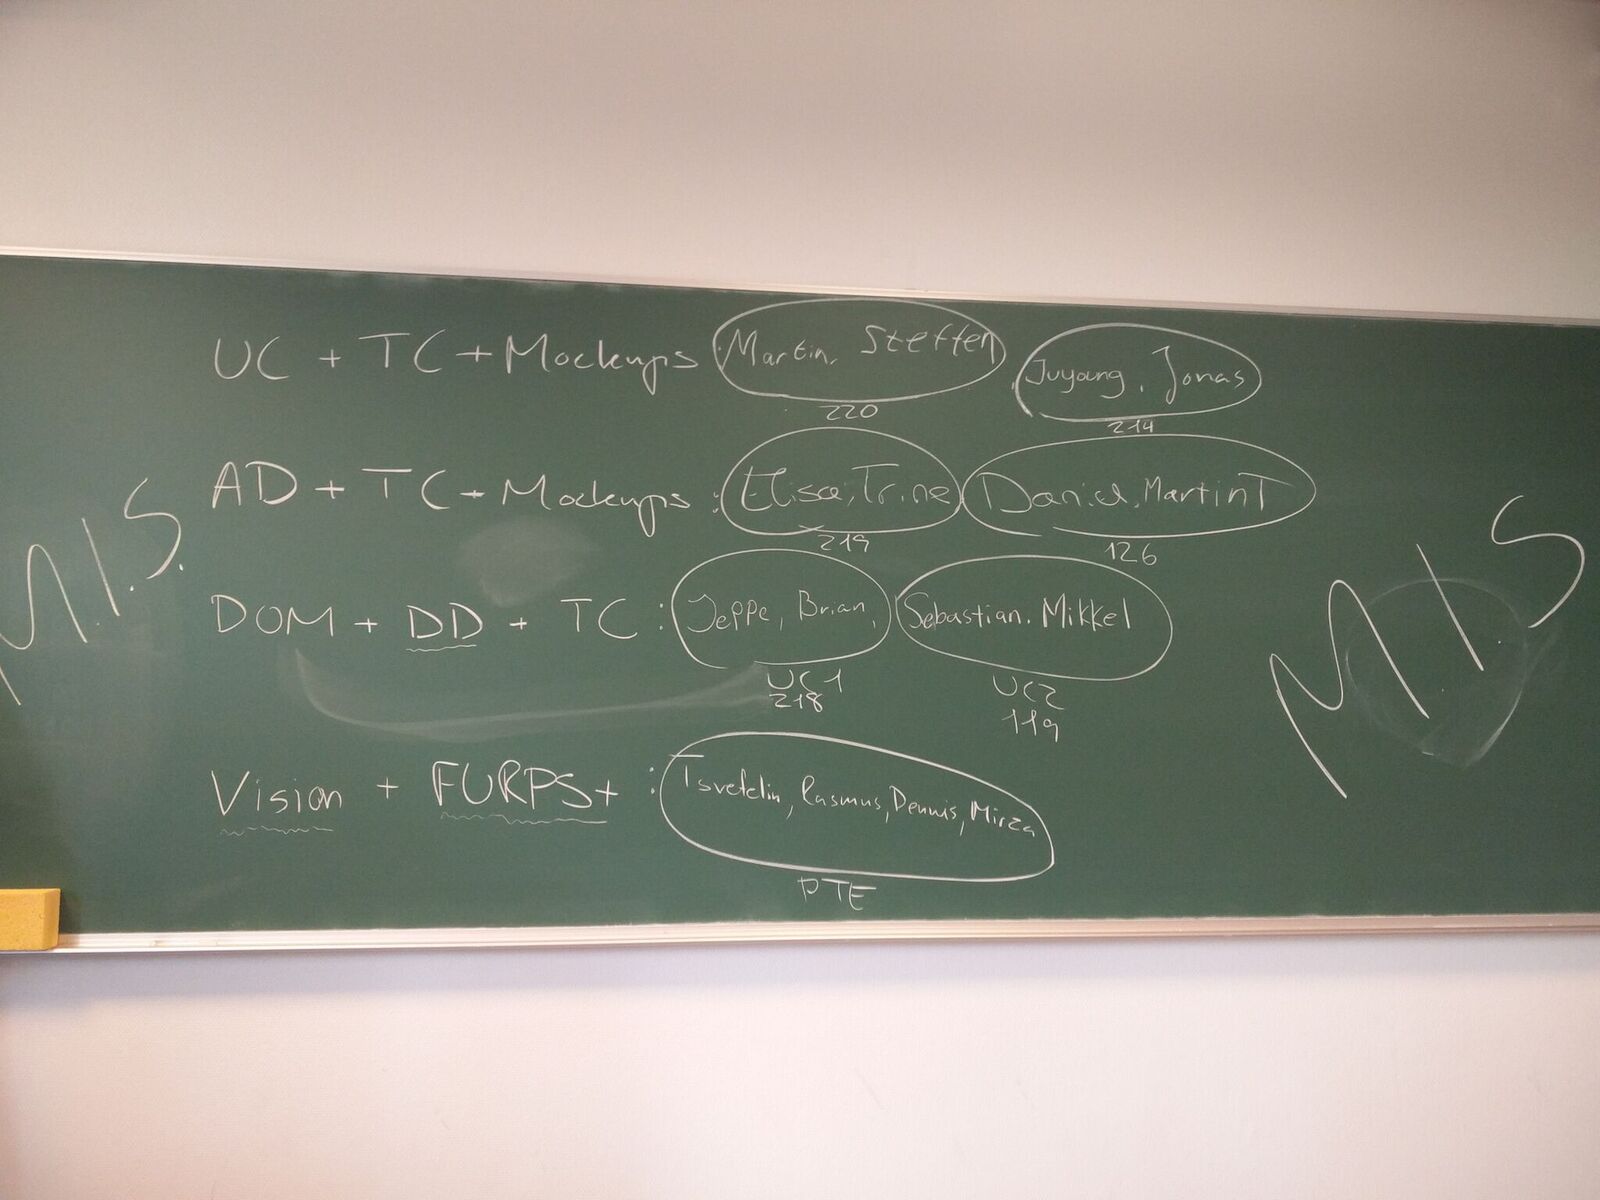 UC + TC + Mockups Martin, Steffen, Juyoung, Jonas
220 214
AD + TC + Mockups : Elisa, Trine Daniel, Martin T
219 126
M.I.S.
M.I.S
DOM + DD + TC : Jeppe, Brian, Sebastian. Mikkel
UC1 UC2
218 119
Vision + FURPS+ : Tsvetelin, Rasmus, Dennis, Mirza
PTE